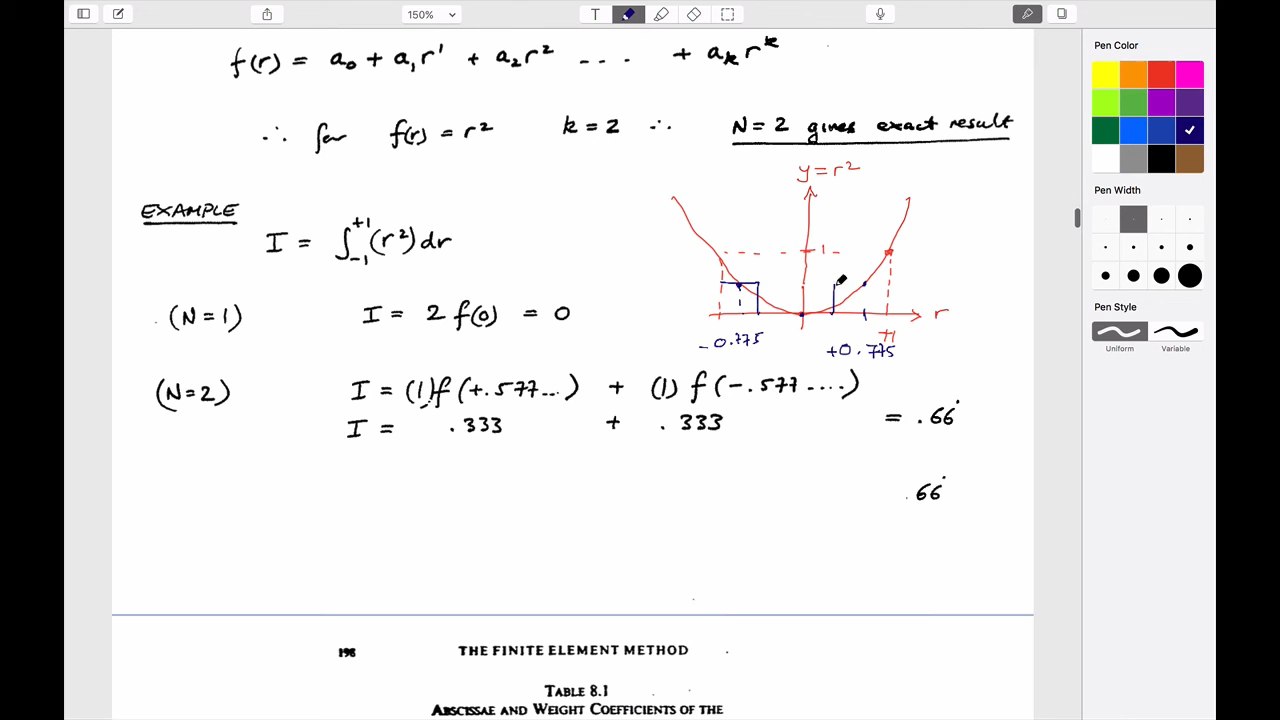 150%
T
f(r) = a₀ + a₁r¹ + a₂r² .... + aₖrᵏ
∴ for f(r) = r² k = 2 ∴ N = 2 gives exact result
y = r²
EXAMPLE
I = ∫₋₁⁺¹ (r²) dr
1
r
+1
-0.775 +0.775
(N = 1) I = 2 f(0) = 0
(N = 2) I = (1) f(+.577...) + (1) f(-.577....)
I = .333 + .333 = .66̇
.66̇
196 THE FINITE ELEMENT METHOD
TABLE 8.1
ABSCISSAE AND WEIGHT COEFFICIENTS OF THE
Pen Color
Pen Width
Pen Style
Uniform Variable